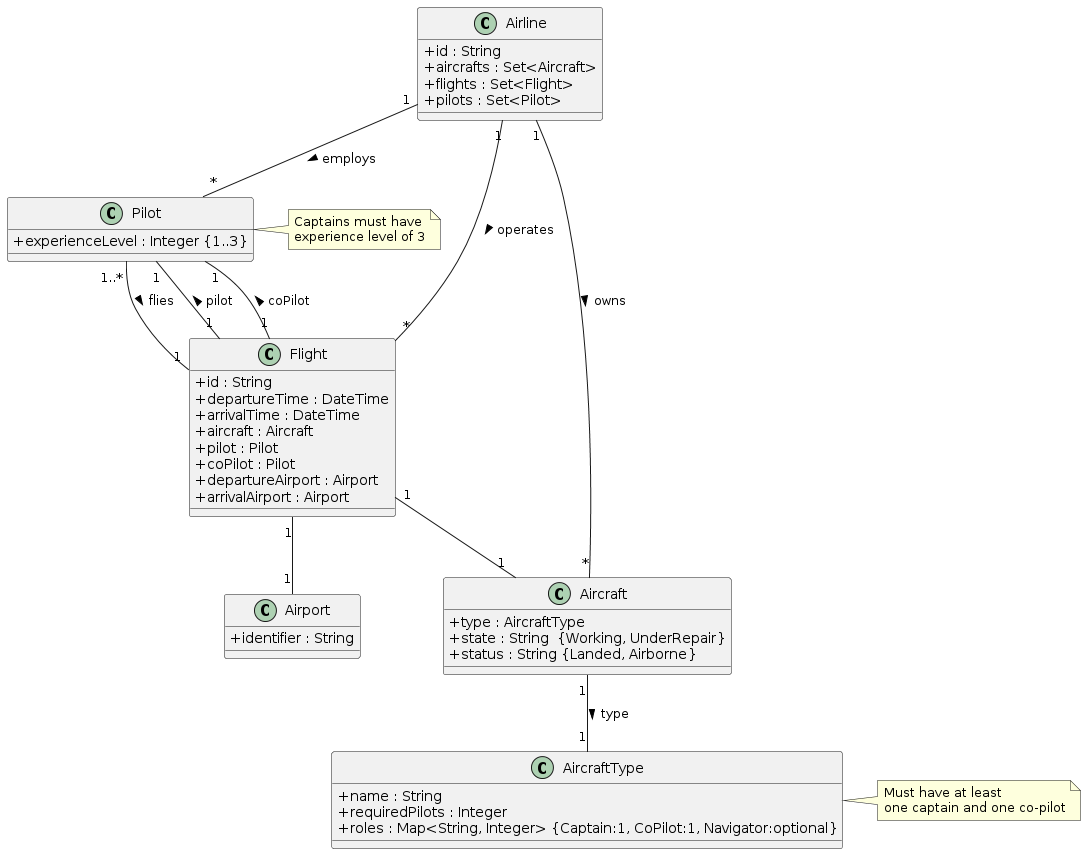 C Airline
+id : String
+aircrafts : Set<Aircraft>
+flights : Set<Flight>
+pilots : Set<Pilot>
1
1
1
employs
*
C Pilot
+experienceLevel : Integer {1..3}
Captains must have
experience level of 3
operates
1..*
1
1
flies
pilot
coPilot
owns
1
1
*
1
C Flight
+id : String
+departureTime : DateTime
+arrivalTime : DateTime
+aircraft : Aircraft
+pilot : Pilot
+coPilot : Pilot
+departureAirport : Airport
+arrivalAirport : Airport
1
1
1
*
1
C Airport
+identifier : String
C Aircraft
+type : AircraftType
+state : String  {Working, UnderRepair}
+status : String {Landed, Airborne}
1
type
1
C AircraftType
+name : String
+requiredPilots : Integer
+roles : Map<String, Integer> {Captain:1, CoPilot:1, Navigator:optional}
Must have at least
one captain and one co-pilot